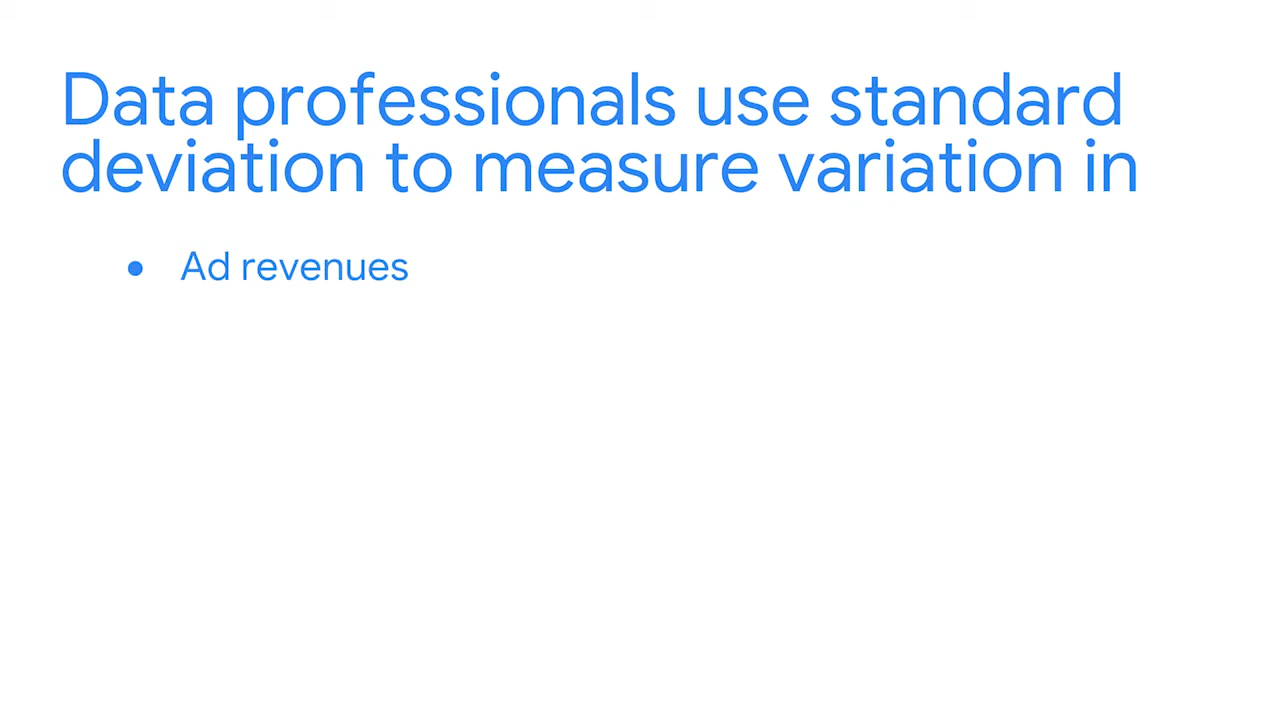 Data professionals use standard
deviation to measure variation in
● Ad revenues